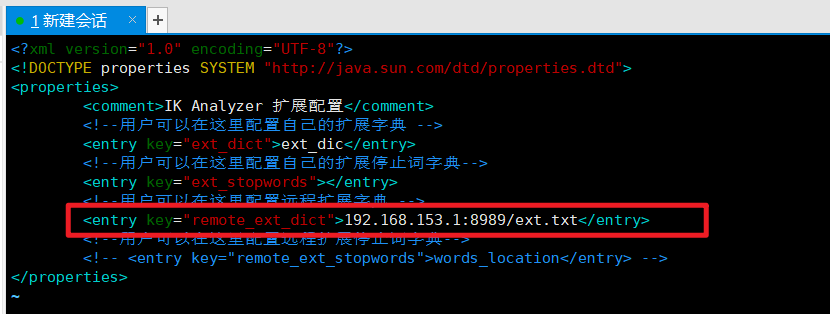 1 新建会话 × +
<?xml version="1.0" encoding="UTF-8"?>
<!DOCTYPE properties SYSTEM "http://java.sun.com/dtd/properties.dtd">
<properties>
        <comment>IK Analyzer 扩展配置</comment>
        <!--用户可以在这里配置自己的扩展字典 -->
        <entry key="ext_dict">ext_dic</entry>
        <!--用户可以在这里配置自己的扩展停止词字典-->
        <entry key="ext_stopwords"></entry>
        <!--用户可以在这里配置远程扩展字典 -->
        <entry key="remote_ext_dict">192.168.153.1:8989/ext.txt</entry>
        <!--用户可以在这里配置远程扩展停止词字典-->
        <!-- <entry key="remote_ext_stopwords">words_location</entry> -->
</properties>
~